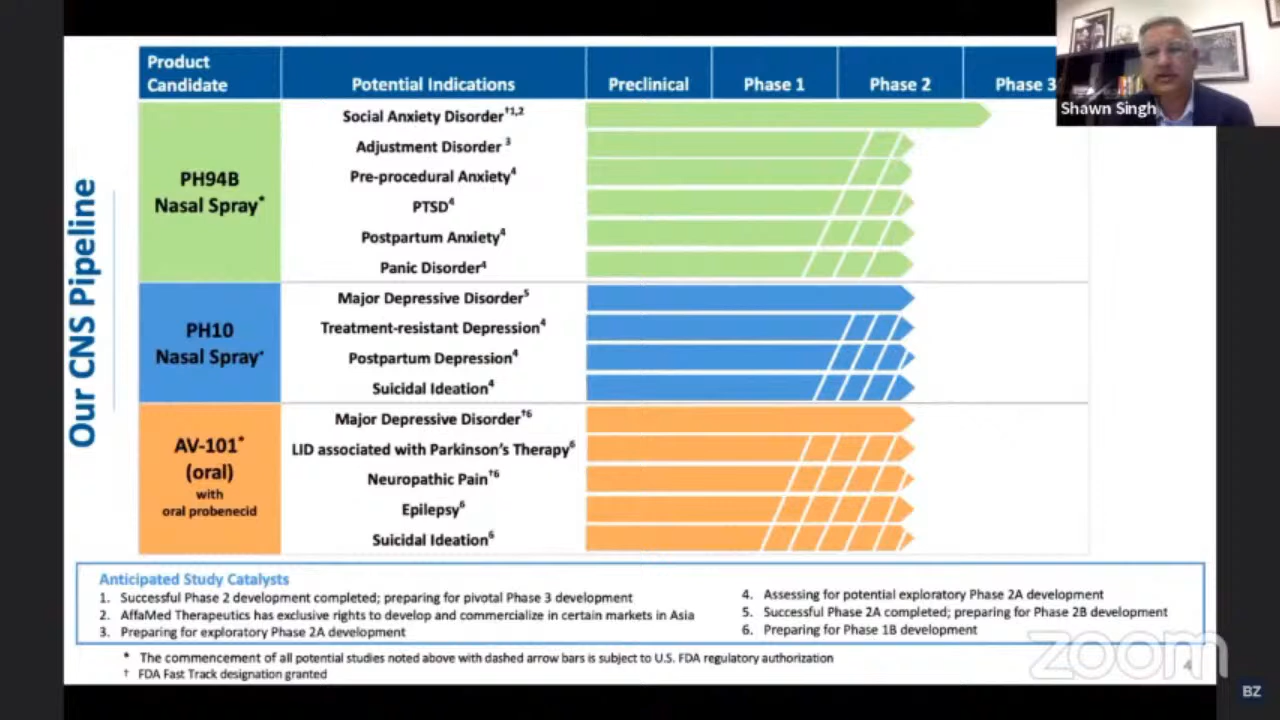 Our CNS Pipeline
Product
Candidate
Potential Indications
Preclinical
Phase 1
Phase 2
Phase 3
PH94B
Nasal Spray*
Social Anxiety Disorder†1,2
Adjustment Disorder 3
Pre-procedural Anxiety4
PTSD4
Postpartum Anxiety4
Panic Disorder4
PH10
Nasal Spray*
Major Depressive Disorder5
Treatment-resistant Depression4
Postpartum Depression4
Suicidal Ideation4
AV-101*
(oral)
with
oral probenecid
Major Depressive Disorder†6
LID associated with Parkinson's Therapy6
Neuropathic Pain†6
Epilepsy6
Suicidal Ideation6
Anticipated Study Catalysts
1. Successful Phase 2 development completed; preparing for pivotal Phase 3 development
2. AffaMed Therapeutics has exclusive rights to develop and commercialize in certain markets in Asia
3. Preparing for exploratory Phase 2A development
4. Assessing for potential exploratory Phase 2A development
5. Successful Phase 2A completed; preparing for Phase 2B development
6. Preparing for Phase 1B development
* The commencement of all potential studies noted above with dashed arrow bars is subject to U.S. FDA regulatory authorization
† FDA Fast Track designation granted
Shawn Singh
zoom
4
BZ